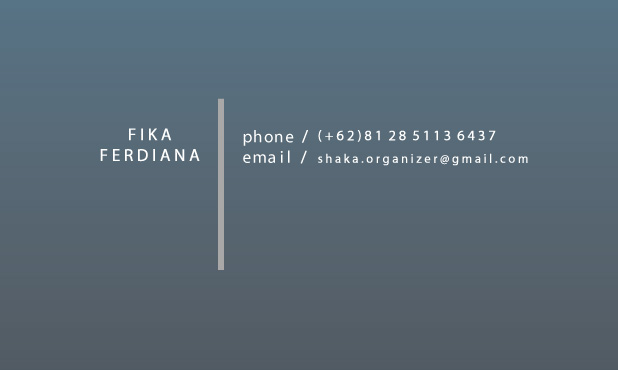 FIKA
FERDIANA
phone / (+62)81 28 5113 6437
email / shaka.organizer@gmail.com